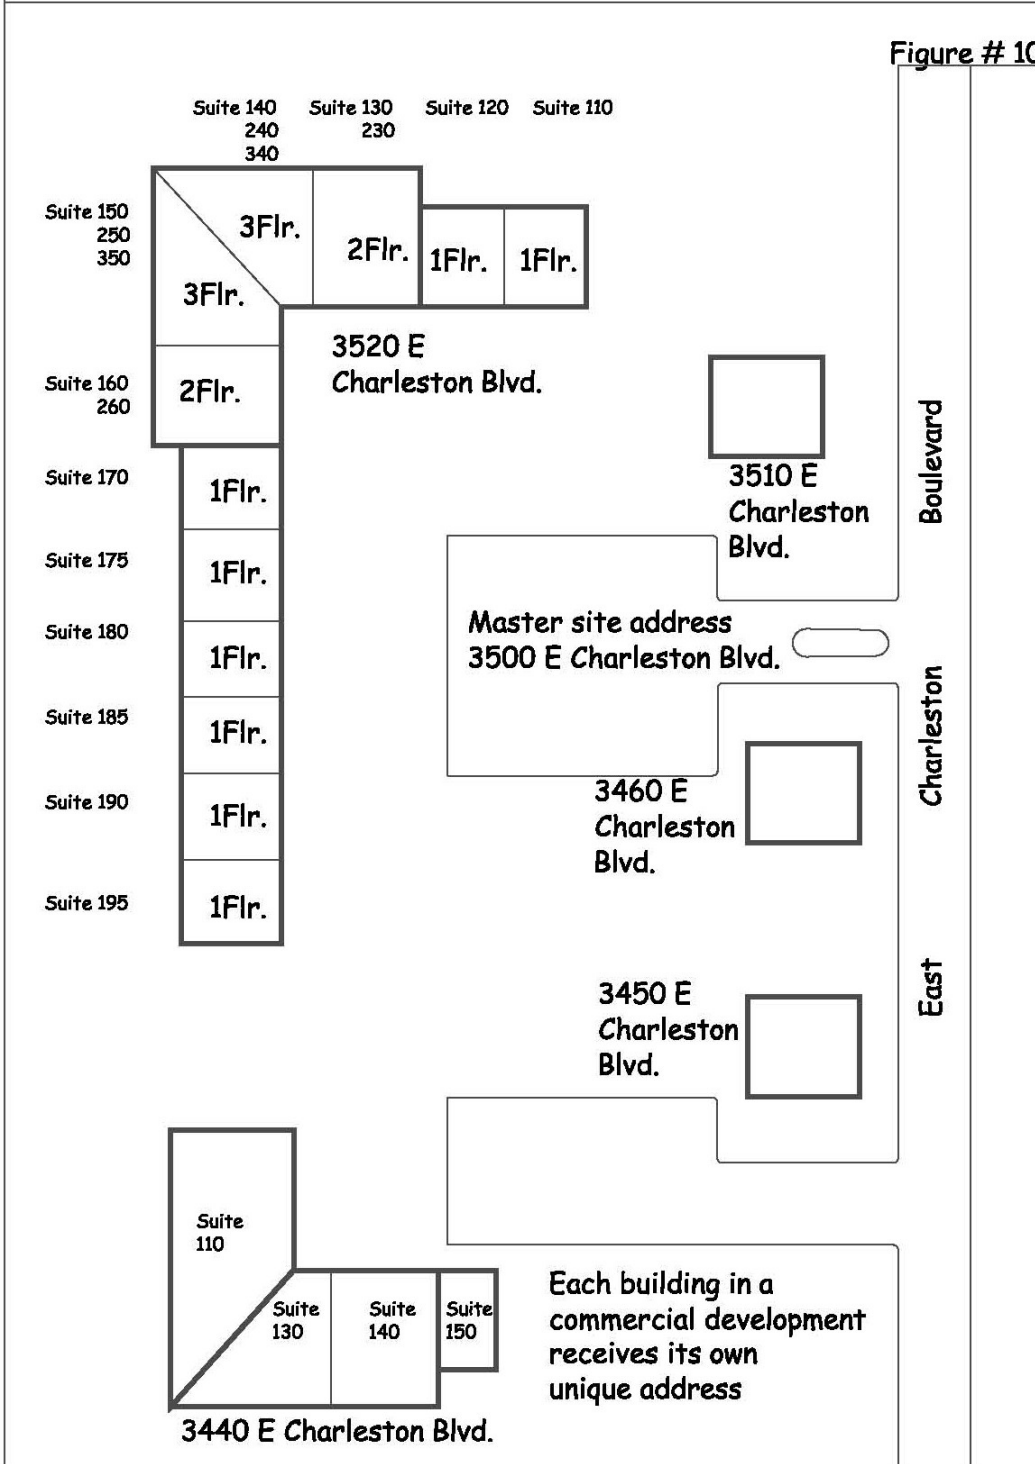 Figure # 10
Suite 140
240
340
Suite 130
230
Suite 120
Suite 110
Suite 150
250
350
3Flr.
2Flr.
1Flr.
1Flr.
3Flr.
3520 E
Charleston Blvd.
Suite 160
260
2Flr.
3510 E
Charleston
Blvd.
Suite 170
1Flr.
Suite 175
1Flr.
Suite 180
1Flr.
Master site address
3500 E Charleston Blvd.
Suite 185
1Flr.
Suite 190
1Flr.
3460 E
Charleston
Blvd.
Suite 195
1Flr.
3450 E
Charleston
Blvd.
East Charleston Boulevard
Suite
110
Suite
130
Suite
140
Suite
150
3440 E Charleston Blvd.
Each building in a
commercial development
receives its own
unique address